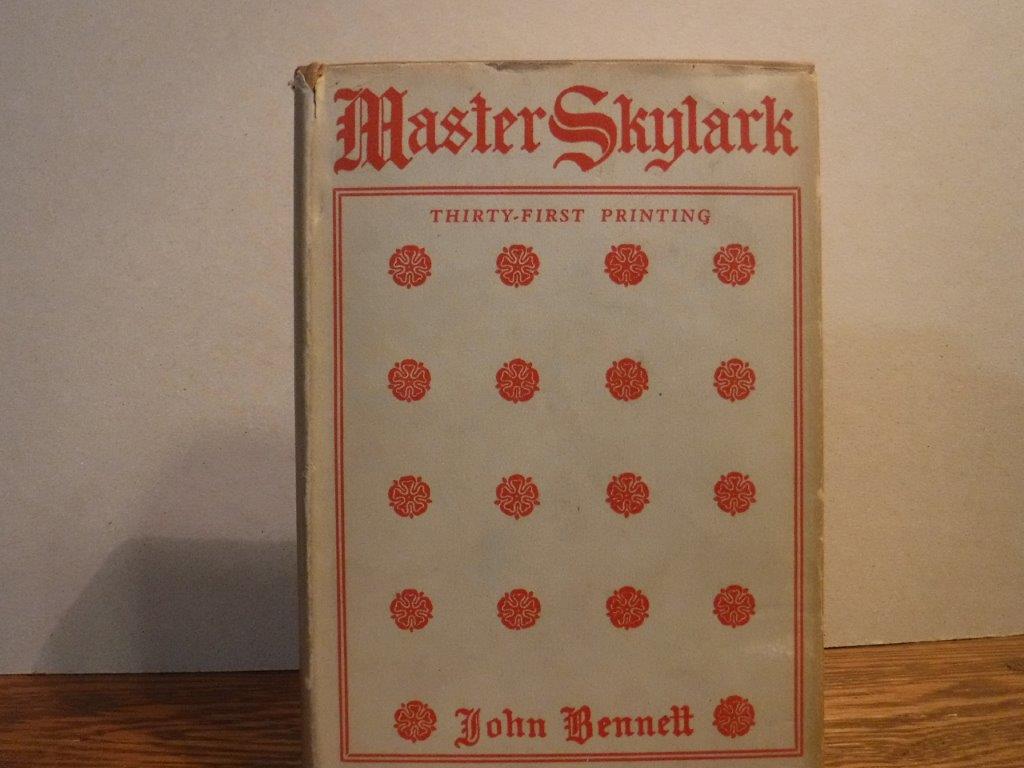 Master Skylark
THIRTY-FIRST PRINTING
John Bennett